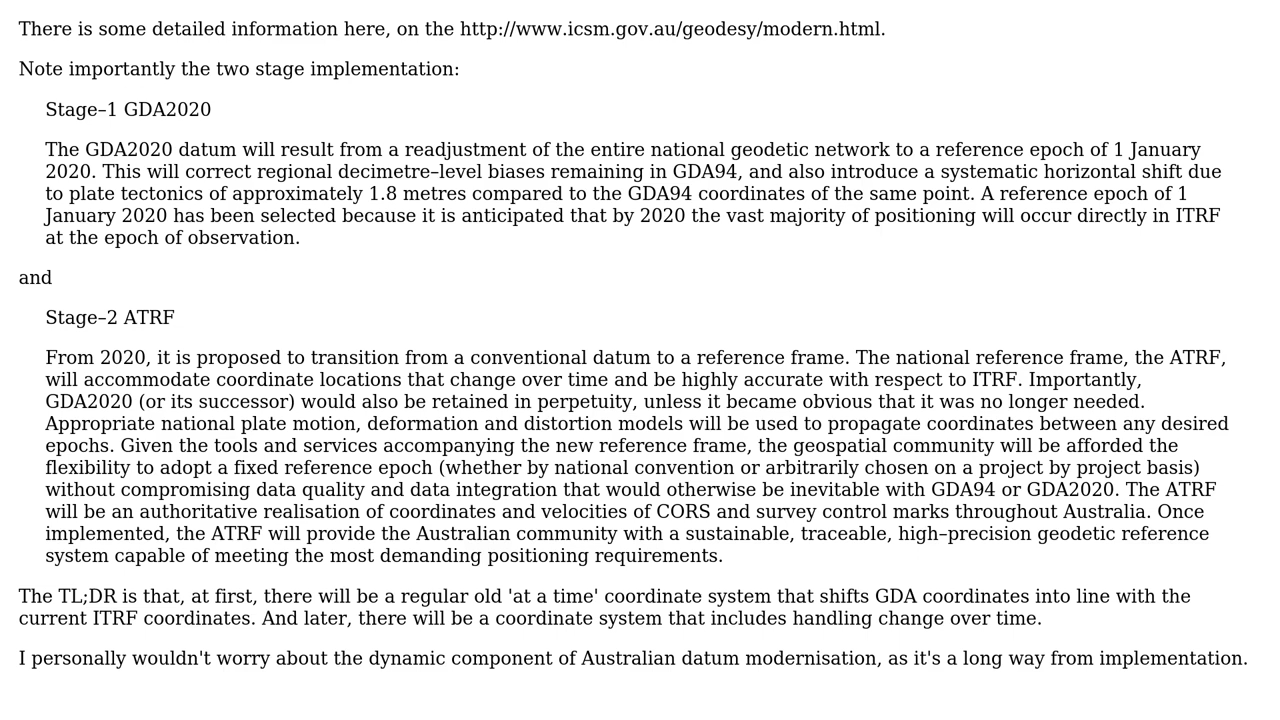 There is some detailed information here, on the http://www.icsm.gov.au/geodesy/modern.html.
Note importantly the two stage implementation:
Stage–1 GDA2020
The GDA2020 datum will result from a readjustment of the entire national geodetic network to a reference epoch of 1 January
2020. This will correct regional decimetre–level biases remaining in GDA94, and also introduce a systematic horizontal shift due
to plate tectonics of approximately 1.8 metres compared to the GDA94 coordinates of the same point. A reference epoch of 1
January 2020 has been selected because it is anticipated that by 2020 the vast majority of positioning will occur directly in ITRF
at the epoch of observation.
and
Stage–2 ATRF
From 2020, it is proposed to transition from a conventional datum to a reference frame. The national reference frame, the ATRF,
will accommodate coordinate locations that change over time and be highly accurate with respect to ITRF. Importantly,
GDA2020 (or its successor) would also be retained in perpetuity, unless it became obvious that it was no longer needed.
Appropriate national plate motion, deformation and distortion models will be used to propagate coordinates between any desired
epochs. Given the tools and services accompanying the new reference frame, the geospatial community will be afforded the
flexibility to adopt a fixed reference epoch (whether by national convention or arbitrarily chosen on a project by project basis)
without compromising data quality and data integration that would otherwise be inevitable with GDA94 or GDA2020. The ATRF
will be an authoritative realisation of coordinates and velocities of CORS and survey control marks throughout Australia. Once
implemented, the ATRF will provide the Australian community with a sustainable, traceable, high–precision geodetic reference
system capable of meeting the most demanding positioning requirements.
The TL;DR is that, at first, there will be a regular old 'at a time' coordinate system that shifts GDA coordinates into line with the
current ITRF coordinates. And later, there will be a coordinate system that includes handling change over time.
I personally wouldn't worry about the dynamic component of Australian datum modernisation, as it's a long way from implementation.